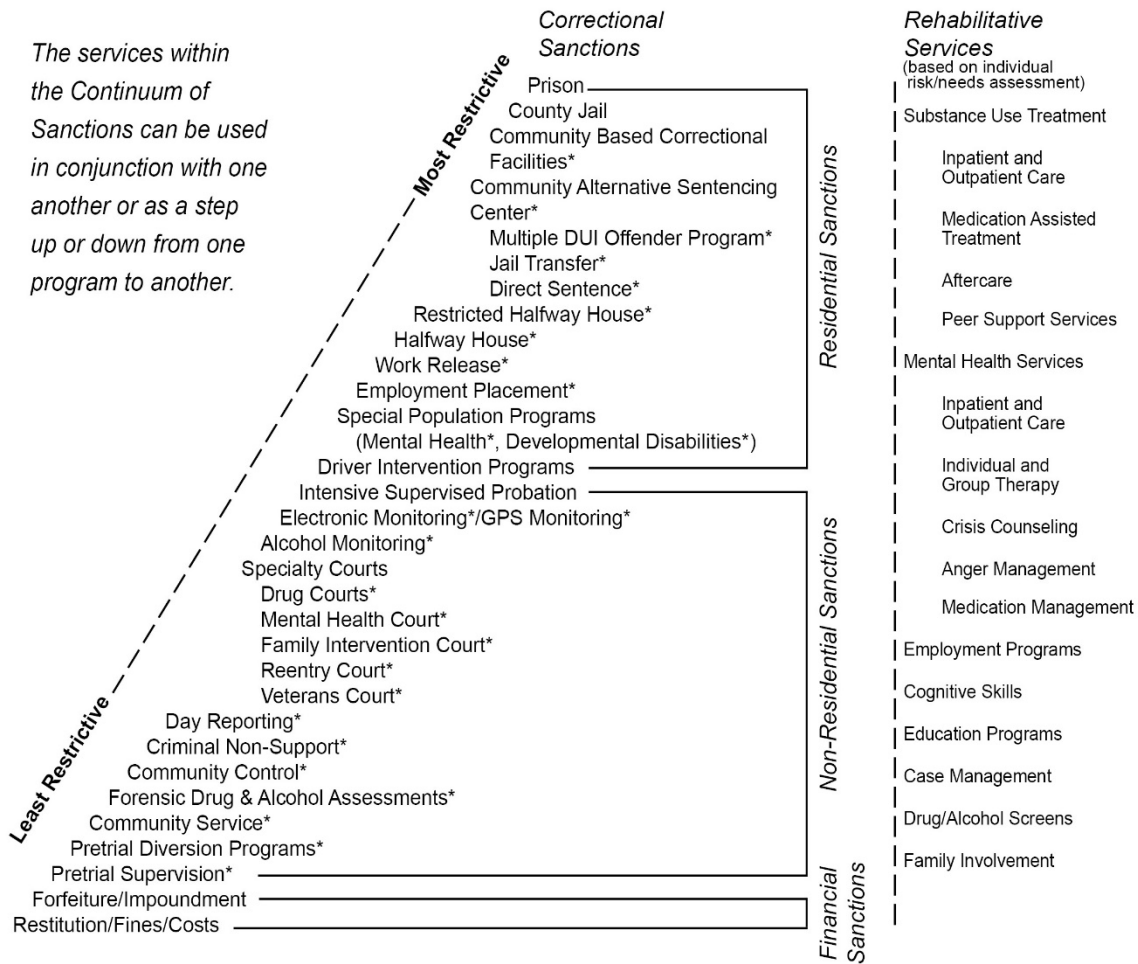 The services within
the Continuum of
Sanctions can be used
in conjunction with one
another or as a step
up or down from one
program to another.
Most Restrictive
Least Restrictive
Correctional
Sanctions
Prison
County Jail
Community Based Correctional
Facilities*
Community Alternative Sentencing
Center*
Multiple DUI Offender Program*
Jail Transfer*
Direct Sentence*
Restricted Halfway House*
Halfway House*
Work Release*
Employment Placement*
Special Population Programs
(Mental Health*, Developmental Disabilities*)
Driver Intervention Programs
Intensive Supervised Probation
Electronic Monitoring*/GPS Monitoring*
Alcohol Monitoring*
Specialty Courts
Drug Courts*
Mental Health Court*
Family Intervention Court*
Reentry Court*
Veterans Court*
Day Reporting*
Criminal Non-Support*
Community Control*
Forensic Drug & Alcohol Assessments*
Community Service*
Pretrial Diversion Programs*
Pretrial Supervision*
Forfeiture/Impoundment
Restitution/Fines/Costs
Residential Sanctions
Non-Residential Sanctions
Financial
Sanctions
Rehabilitative
Services
(based on individual
risk/needs assessment)
Substance Use Treatment
Inpatient and
Outpatient Care
Medication Assisted
Treatment
Aftercare
Peer Support Services
Mental Health Services
Inpatient and
Outpatient Care
Individual and
Group Therapy
Crisis Counseling
Anger Management
Medication Management
Employment Programs
Cognitive Skills
Education Programs
Case Management
Drug/Alcohol Screens
Family Involvement